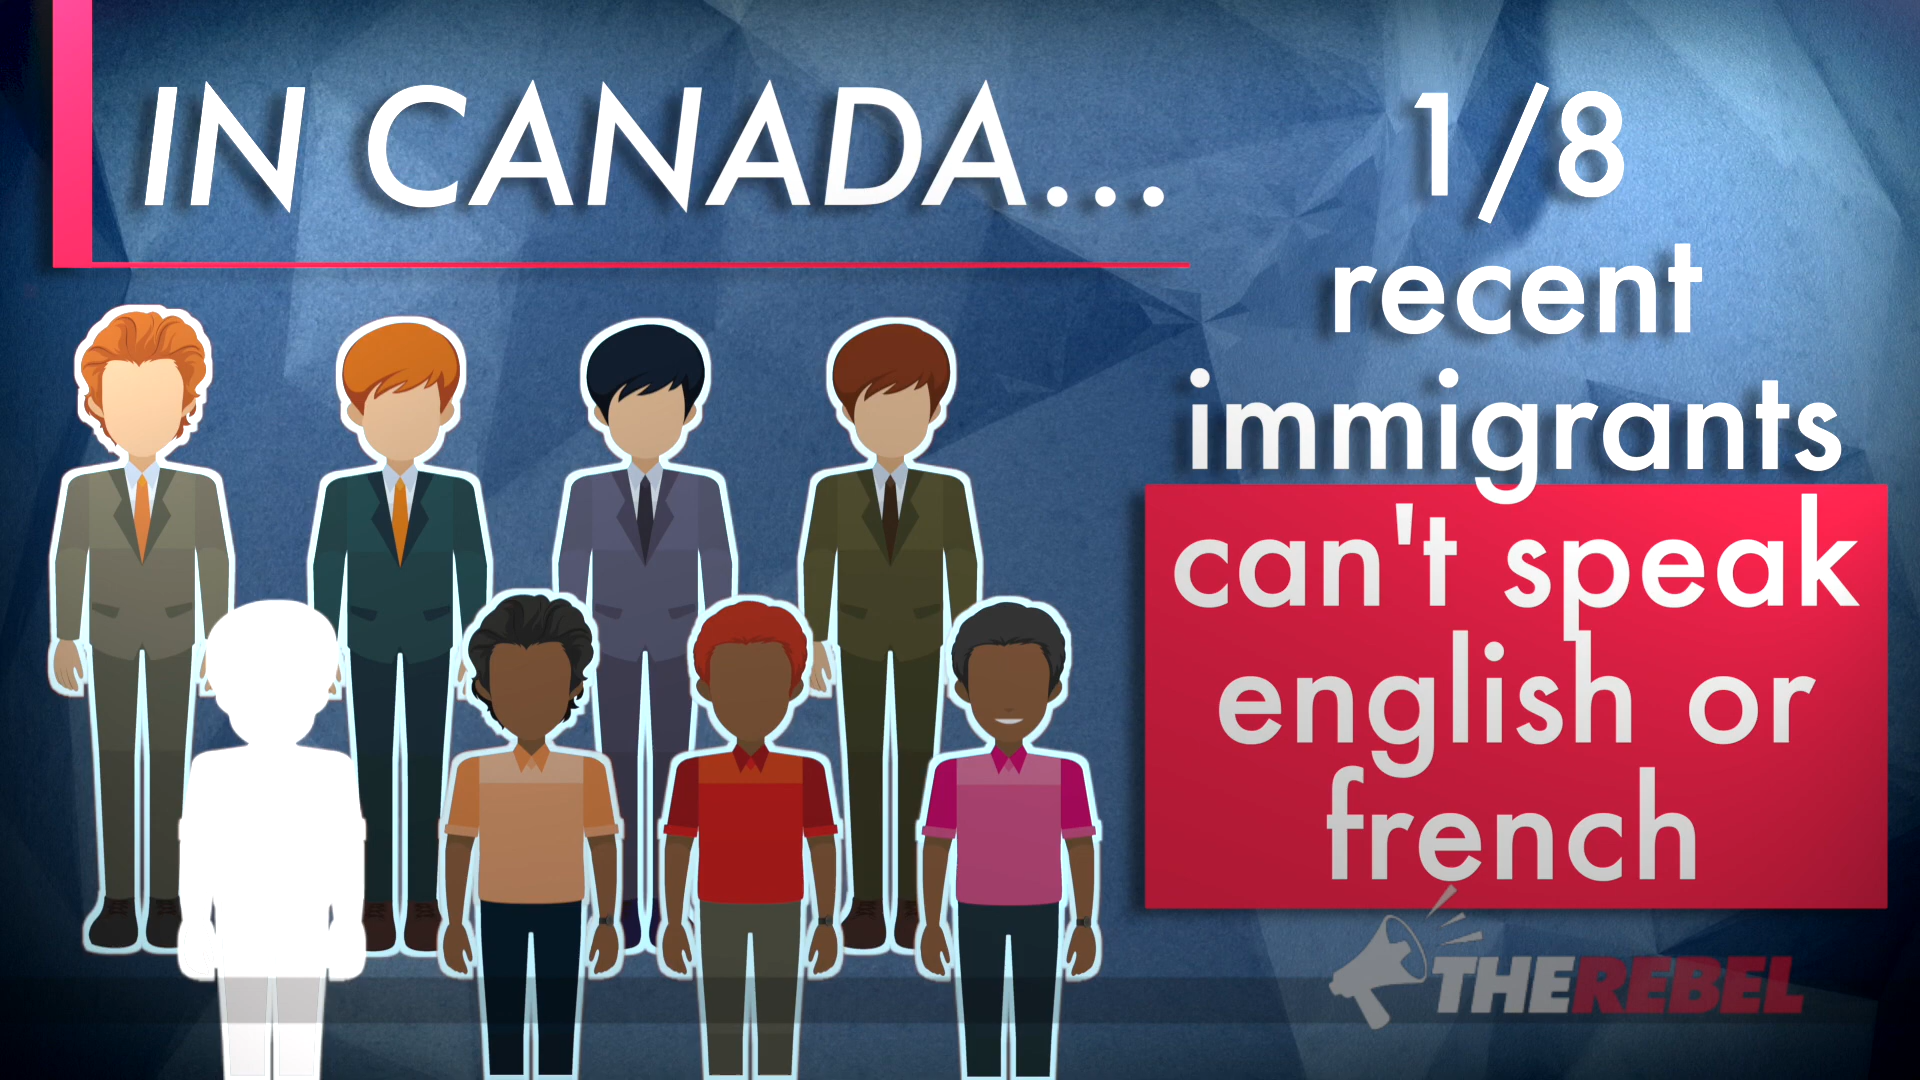 IN CANADA...
1/8
recent
immigrants
can't speak
english or
french
THEREBEL